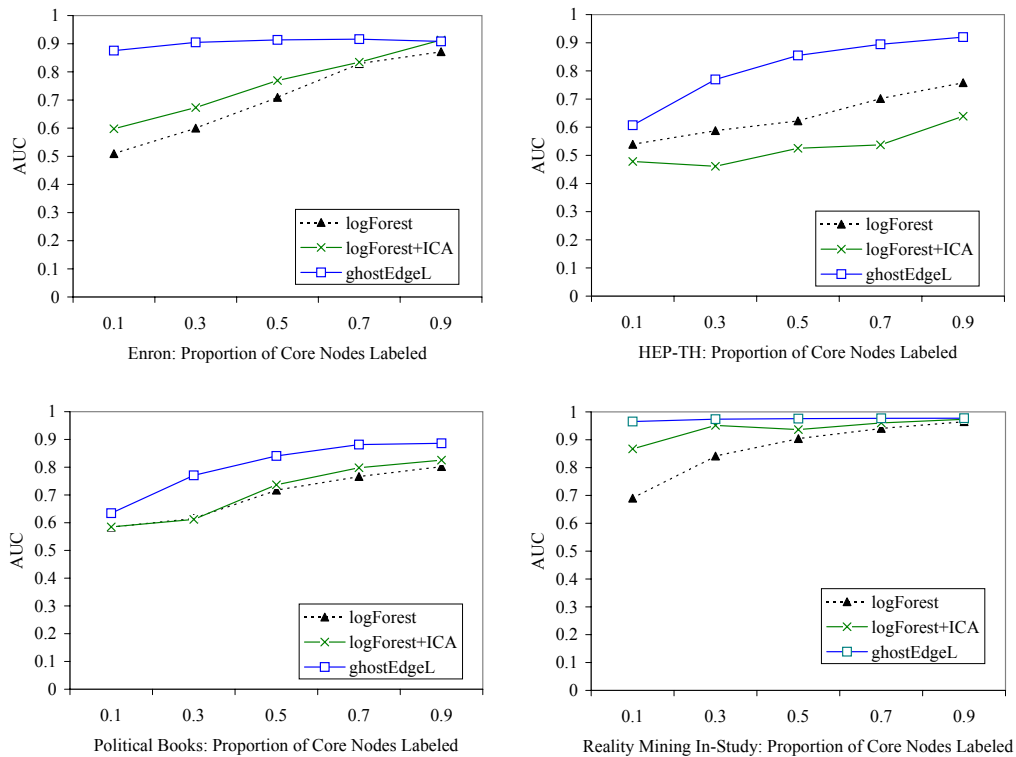 1
0.9
0.8
0.7
0.6
0.5
0.4
0.3
0.2
0.1
0
AUC
logForest
logForest+ICA
ghostEdgeL
0.1 0.3 0.5 0.7 0.9
Enron: Proportion of Core Nodes Labeled
1
0.9
0.8
0.7
0.6
0.5
0.4
0.3
0.2
0.1
0
AUC
logForest
logForest+ICA
ghostEdgeL
0.1 0.3 0.5 0.7 0.9
HEP-TH: Proportion of Core Nodes Labeled
1
0.9
0.8
0.7
0.6
0.5
0.4
0.3
0.2
0.1
0
AUC
logForest
logForest+ICA
ghostEdgeL
0.1 0.3 0.5 0.7 0.9
Political Books: Proportion of Core Nodes Labeled
1
0.9
0.8
0.7
0.6
0.5
0.4
0.3
0.2
0.1
0
AUC
logForest
logForest+ICA
ghostEdgeL
0.1 0.3 0.5 0.7 0.9
Reality Mining In-Study: Proportion of Core Nodes Labeled